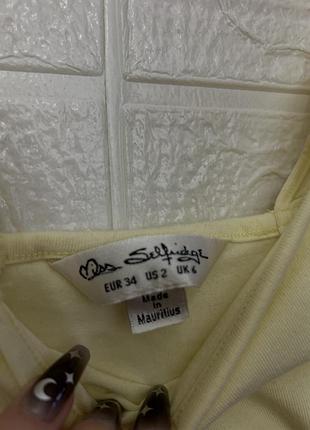 Miss Selfridge
EUR 34 US 2 UK 6
Made
in
Mauritius